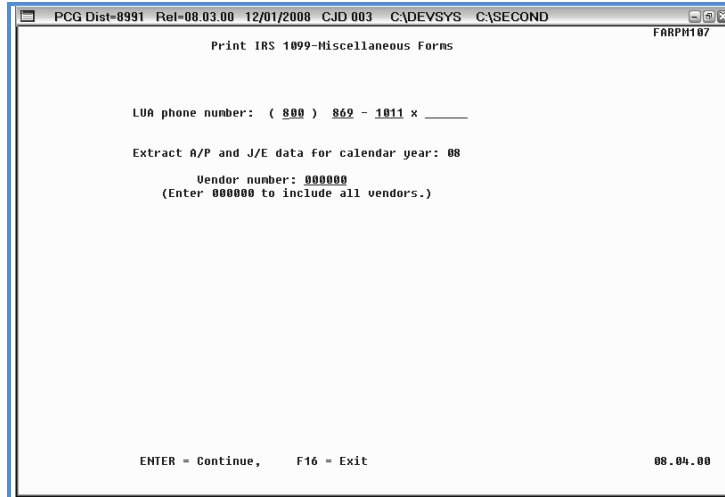 PCG Dist=8991 Rel=08.03.00 12/01/2008 CJD 003 C:\DEVSYS C:\SECOND
FARPM107
Print IRS 1099-Miscellaneous Forms
LUA phone number: ( 800 ) 869 - 1011 x ______
Extract A/P and J/E data for calendar year: 08
Vendor number: 000000
(Enter 000000 to include all vendors.)
ENTER = Continue, F16 = Exit 08.04.00